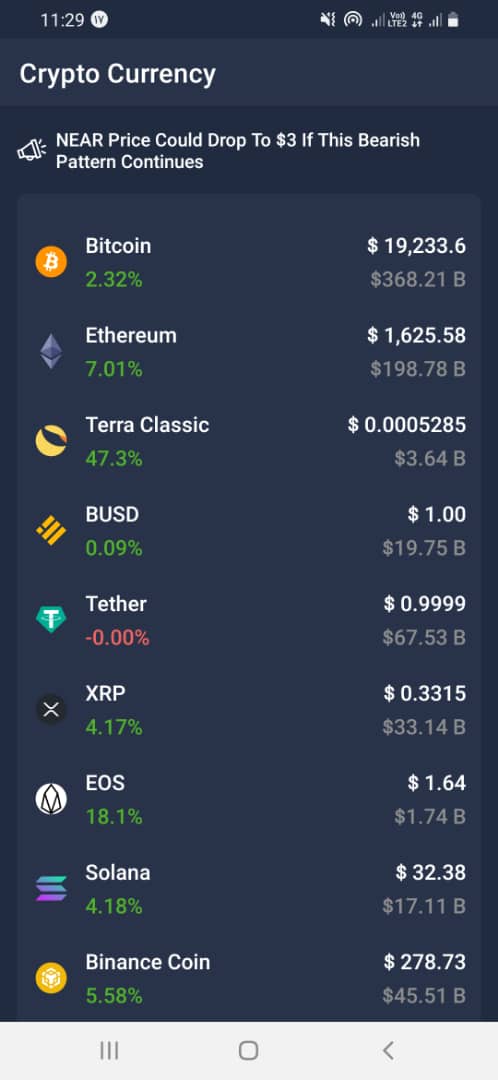 11:29 ۱۷ Vo)) 4G
LTE2
Crypto Currency
NEAR Price Could Drop To $3 If This Bearish
Pattern Continues
Bitcoin $ 19,233.6
2.32% $368.21 B
Ethereum $ 1,625.58
7.01% $198.78 B
Terra Classic $ 0.0005285
47.3% $3.64 B
BUSD $ 1.00
0.09% $19.75 B
Tether $ 0.9999
-0.00% $67.53 B
XRP $ 0.3315
4.17% $33.14 B
EOS $ 1.64
18.1% $1.74 B
Solana $ 32.38
4.18% $17.11 B
Binance Coin $ 278.73
5.58% $45.51 B